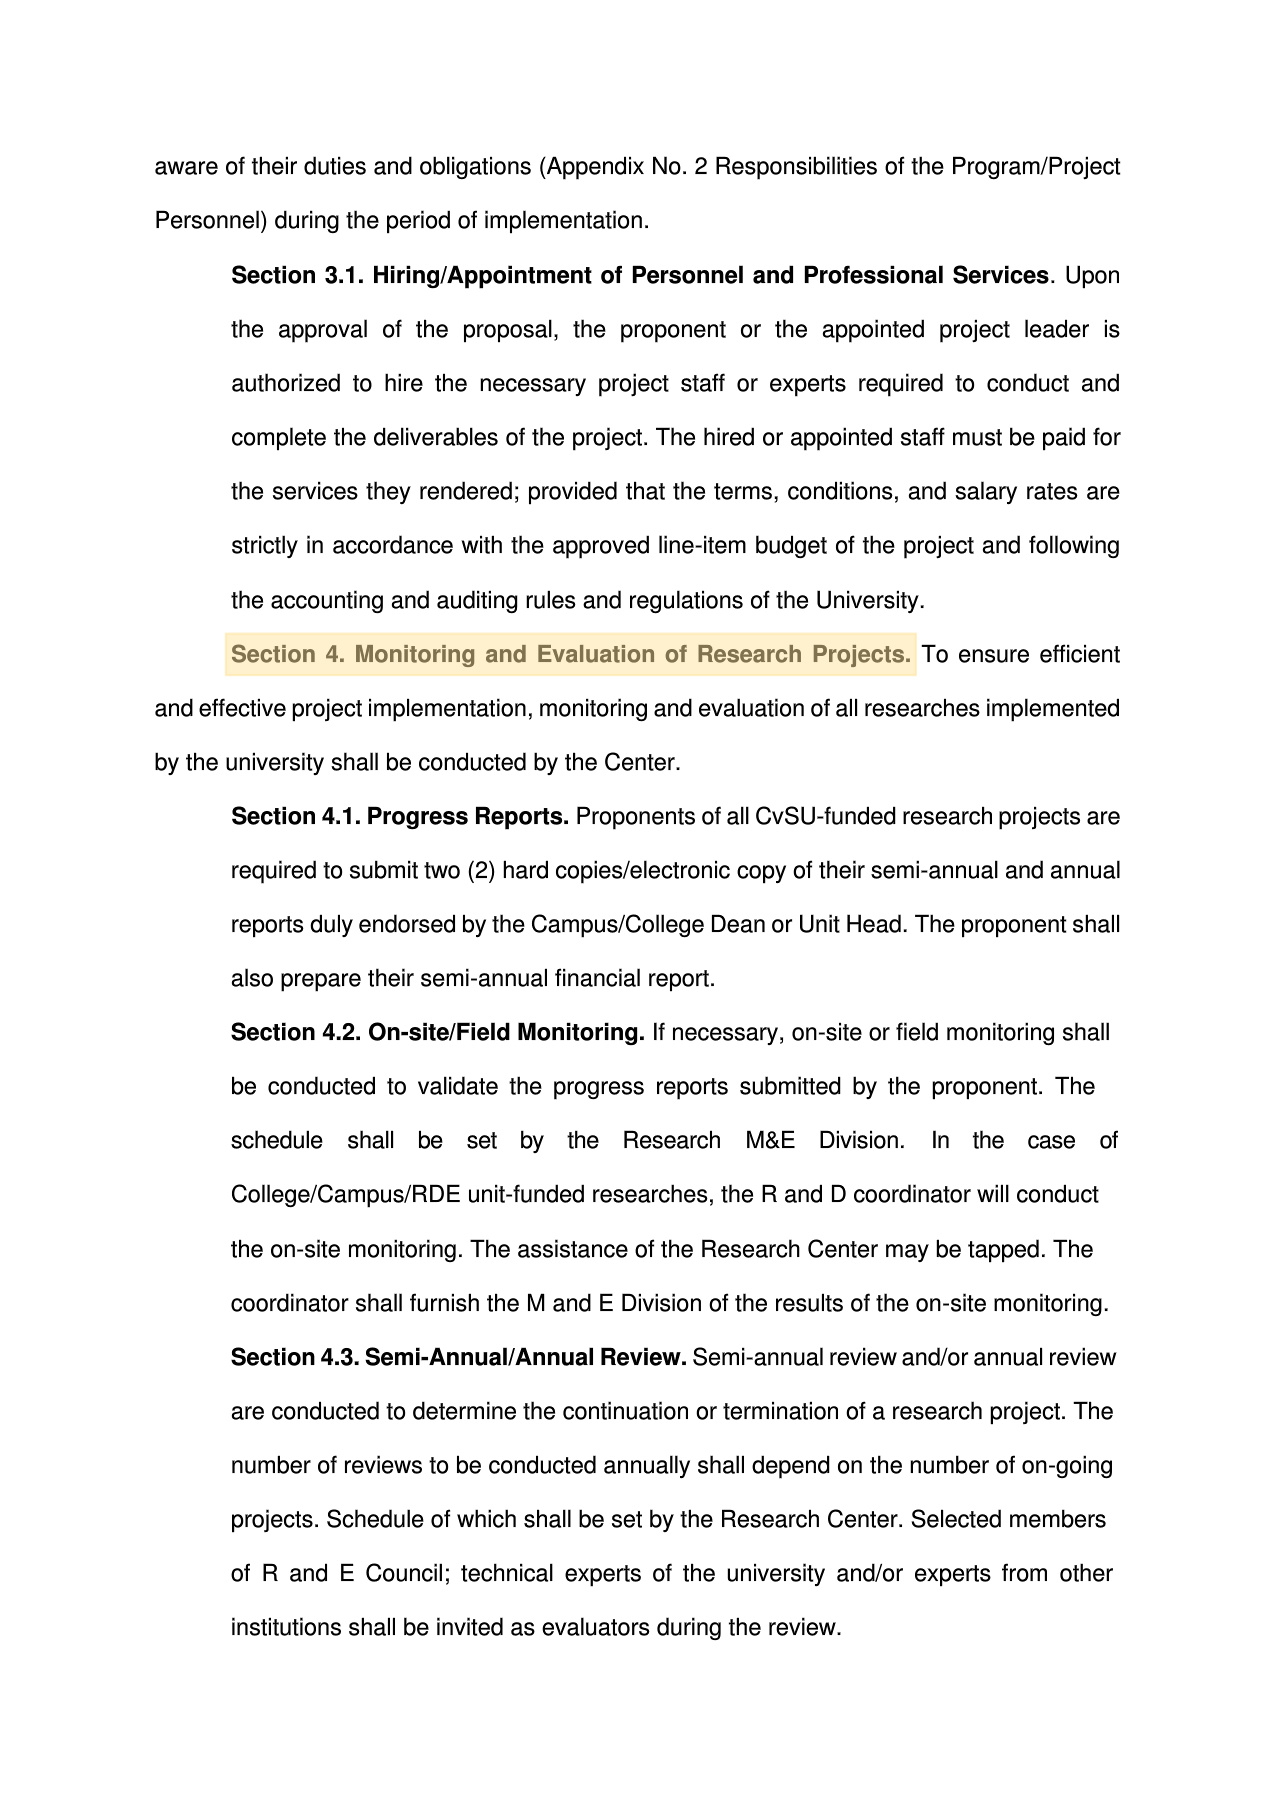 aware of their duties and obligations (Appendix No. 2 Responsibilities of the Program/Project
Personnel) during the period of implementation.
Section 3.1. Hiring/Appointment of Personnel and Professional Services. Upon
the approval of the proposal, the proponent or the appointed project leader is
authorized to hire the necessary project staff or experts required to conduct and
complete the deliverables of the project. The hired or appointed staff must be paid for
the services they rendered; provided that the terms, conditions, and salary rates are
strictly in accordance with the approved line-item budget of the project and following
the accounting and auditing rules and regulations of the University.
Section 4. Monitoring and Evaluation of Research Projects. To ensure efficient
and effective project implementation, monitoring and evaluation of all researches implemented
by the university shall be conducted by the Center.
Section 4.1. Progress Reports. Proponents of all CvSU-funded research projects are
required to submit two (2) hard copies/electronic copy of their semi-annual and annual
reports duly endorsed by the Campus/College Dean or Unit Head. The proponent shall
also prepare their semi-annual financial report.
Section 4.2. On-site/Field Monitoring. If necessary, on-site or field monitoring shall
be conducted to validate the progress reports submitted by the proponent. The
schedule shall be set by the Research M&E Division. In the case of
College/Campus/RDE unit-funded researches, the R and D coordinator will conduct
the on-site monitoring. The assistance of the Research Center may be tapped. The
coordinator shall furnish the M and E Division of the results of the on-site monitoring.
Section 4.3. Semi-Annual/Annual Review. Semi-annual review and/or annual review
are conducted to determine the continuation or termination of a research project. The
number of reviews to be conducted annually shall depend on the number of on-going
projects. Schedule of which shall be set by the Research Center. Selected members
of R and E Council; technical experts of the university and/or experts from other
institutions shall be invited as evaluators during the review.